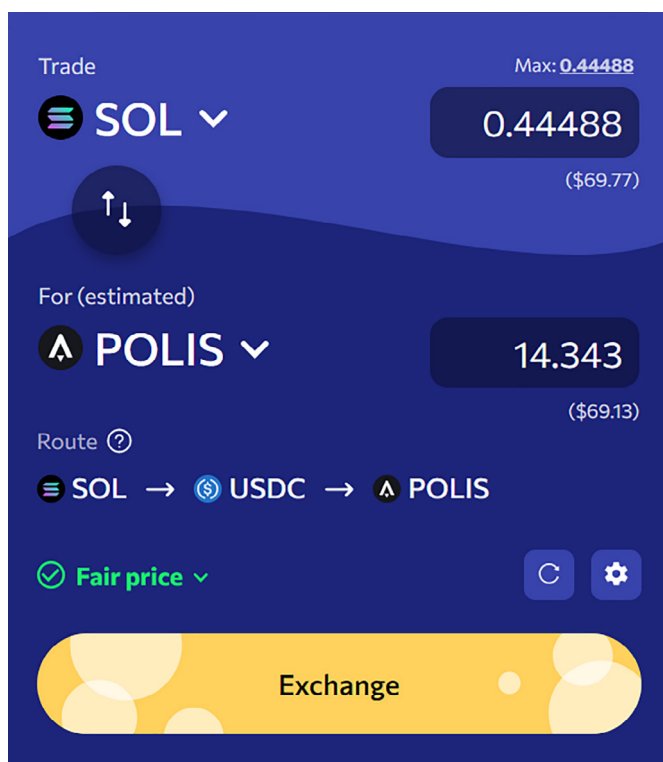 Trade
Max: 0.44488
SOL
0.44488
($69.77)
For (estimated)
POLIS
14.343
($69.13)
Route ?
SOL → USDC → POLIS
Fair price
Exchange